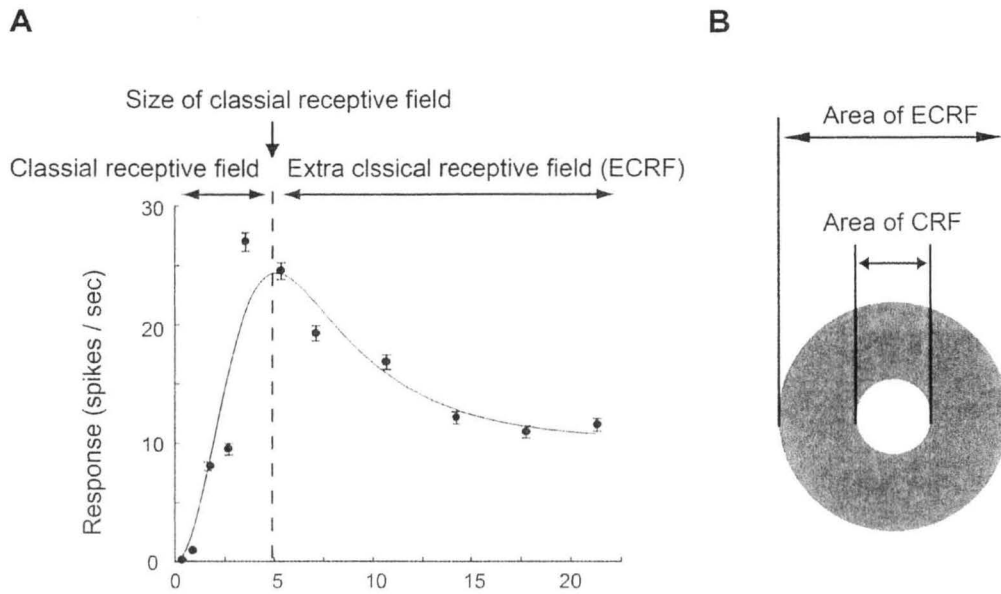 A
B
Size of classial receptive field
Classial receptive field
Extra clssical receptive field (ECRF)
Area of ECRF
Area of CRF
Response (spikes / sec)
30
20
10
0
0
5
10
15
20